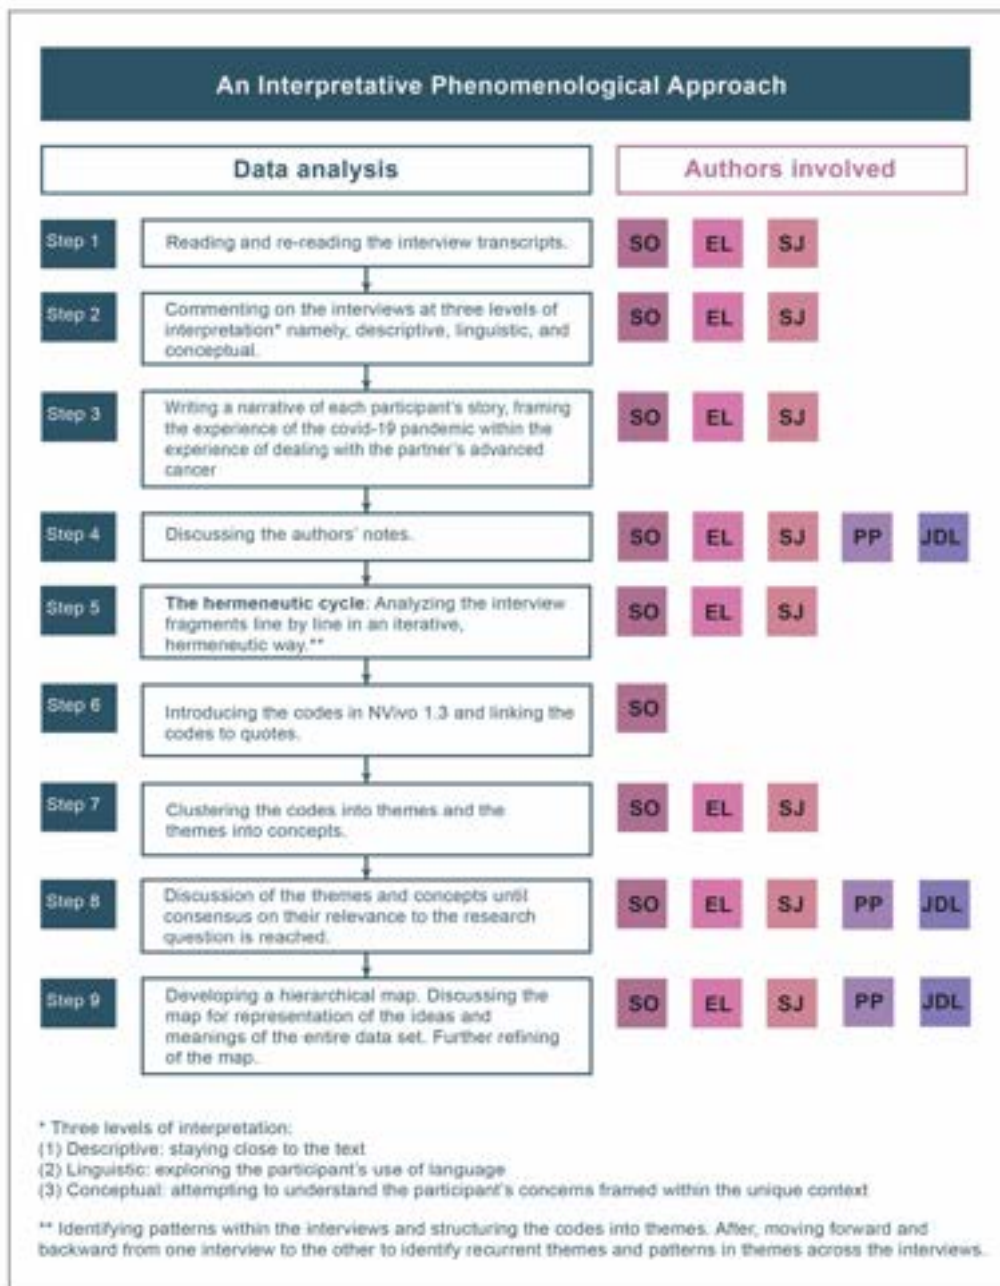 An Interpretative Phenomenological Approach
Data analysis
Authors involved
Step 1
Reading and re-reading the interview transcripts.
SO EL SJ
Step 2
Commenting on the interviews at three levels of
interpretation* namely, descriptive, linguistic, and
conceptual.
SO EL SJ
Step 3
Writing a narrative of each participant's story, framing
the experience of the covid-19 pandemic within the
experience of dealing with the partner's advanced
cancer
SO EL SJ
Step 4
Discussing the authors' notes.
SO EL SJ PP JDL
Step 5
The hermeneutic cycle: Analyzing the interview
fragments line by line in an iterative,
hermeneutic way.**
SO EL SJ
Step 6
Introducing the codes in NVivo 1.3 and linking the
codes to quotes.
SO
Step 7
Clustering the codes into themes and the
themes into concepts.
SO EL SJ
Step 8
Discussion of the themes and concepts until
consensus on their relevance to the research
question is reached.
SO EL SJ PP JDL
Step 9
Developing a hierarchical map. Discussing the
map for representation of the ideas and
meanings of the entire data set. Further refining
of the map.
SO EL SJ PP JDL
* Three levels of interpretation:
(1) Descriptive: staying close to the text
(2) Linguistic: exploring the participant's use of language
(3) Conceptual: attempting to understand the participant's concerns framed within the unique context
** Identifying patterns within the interviews and structuring the codes into themes. After, moving forward and
backward from one interview to the other to identify recurrent themes and patterns in themes across the interviews.